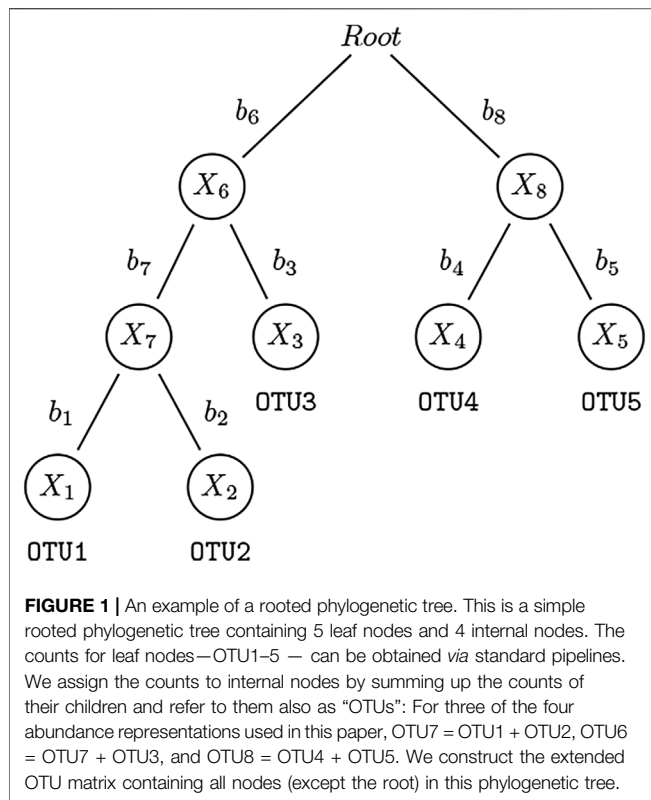 Root
b6 b8
X6 X8
b7 b3 b4 b5
X7 X3 X4 X5
OTU3 OTU4 OTU5
b1 b2
X1 X2
OTU1 OTU2
FIGURE 1 | An example of a rooted phylogenetic tree. This is a simple
rooted phylogenetic tree containing 5 leaf nodes and 4 internal nodes. The
counts for leaf nodes—OTU1–5 — can be obtained via standard pipelines.
We assign the counts to internal nodes by summing up the counts of
their children and refer to them also as “OTUs”: For three of the four
abundance representations used in this paper, OTU7 = OTU1 + OTU2, OTU6
= OTU7 + OTU3, and OTU8 = OTU4 + OTU5. We construct the extended
OTU matrix containing all nodes (except the root) in this phylogenetic tree.